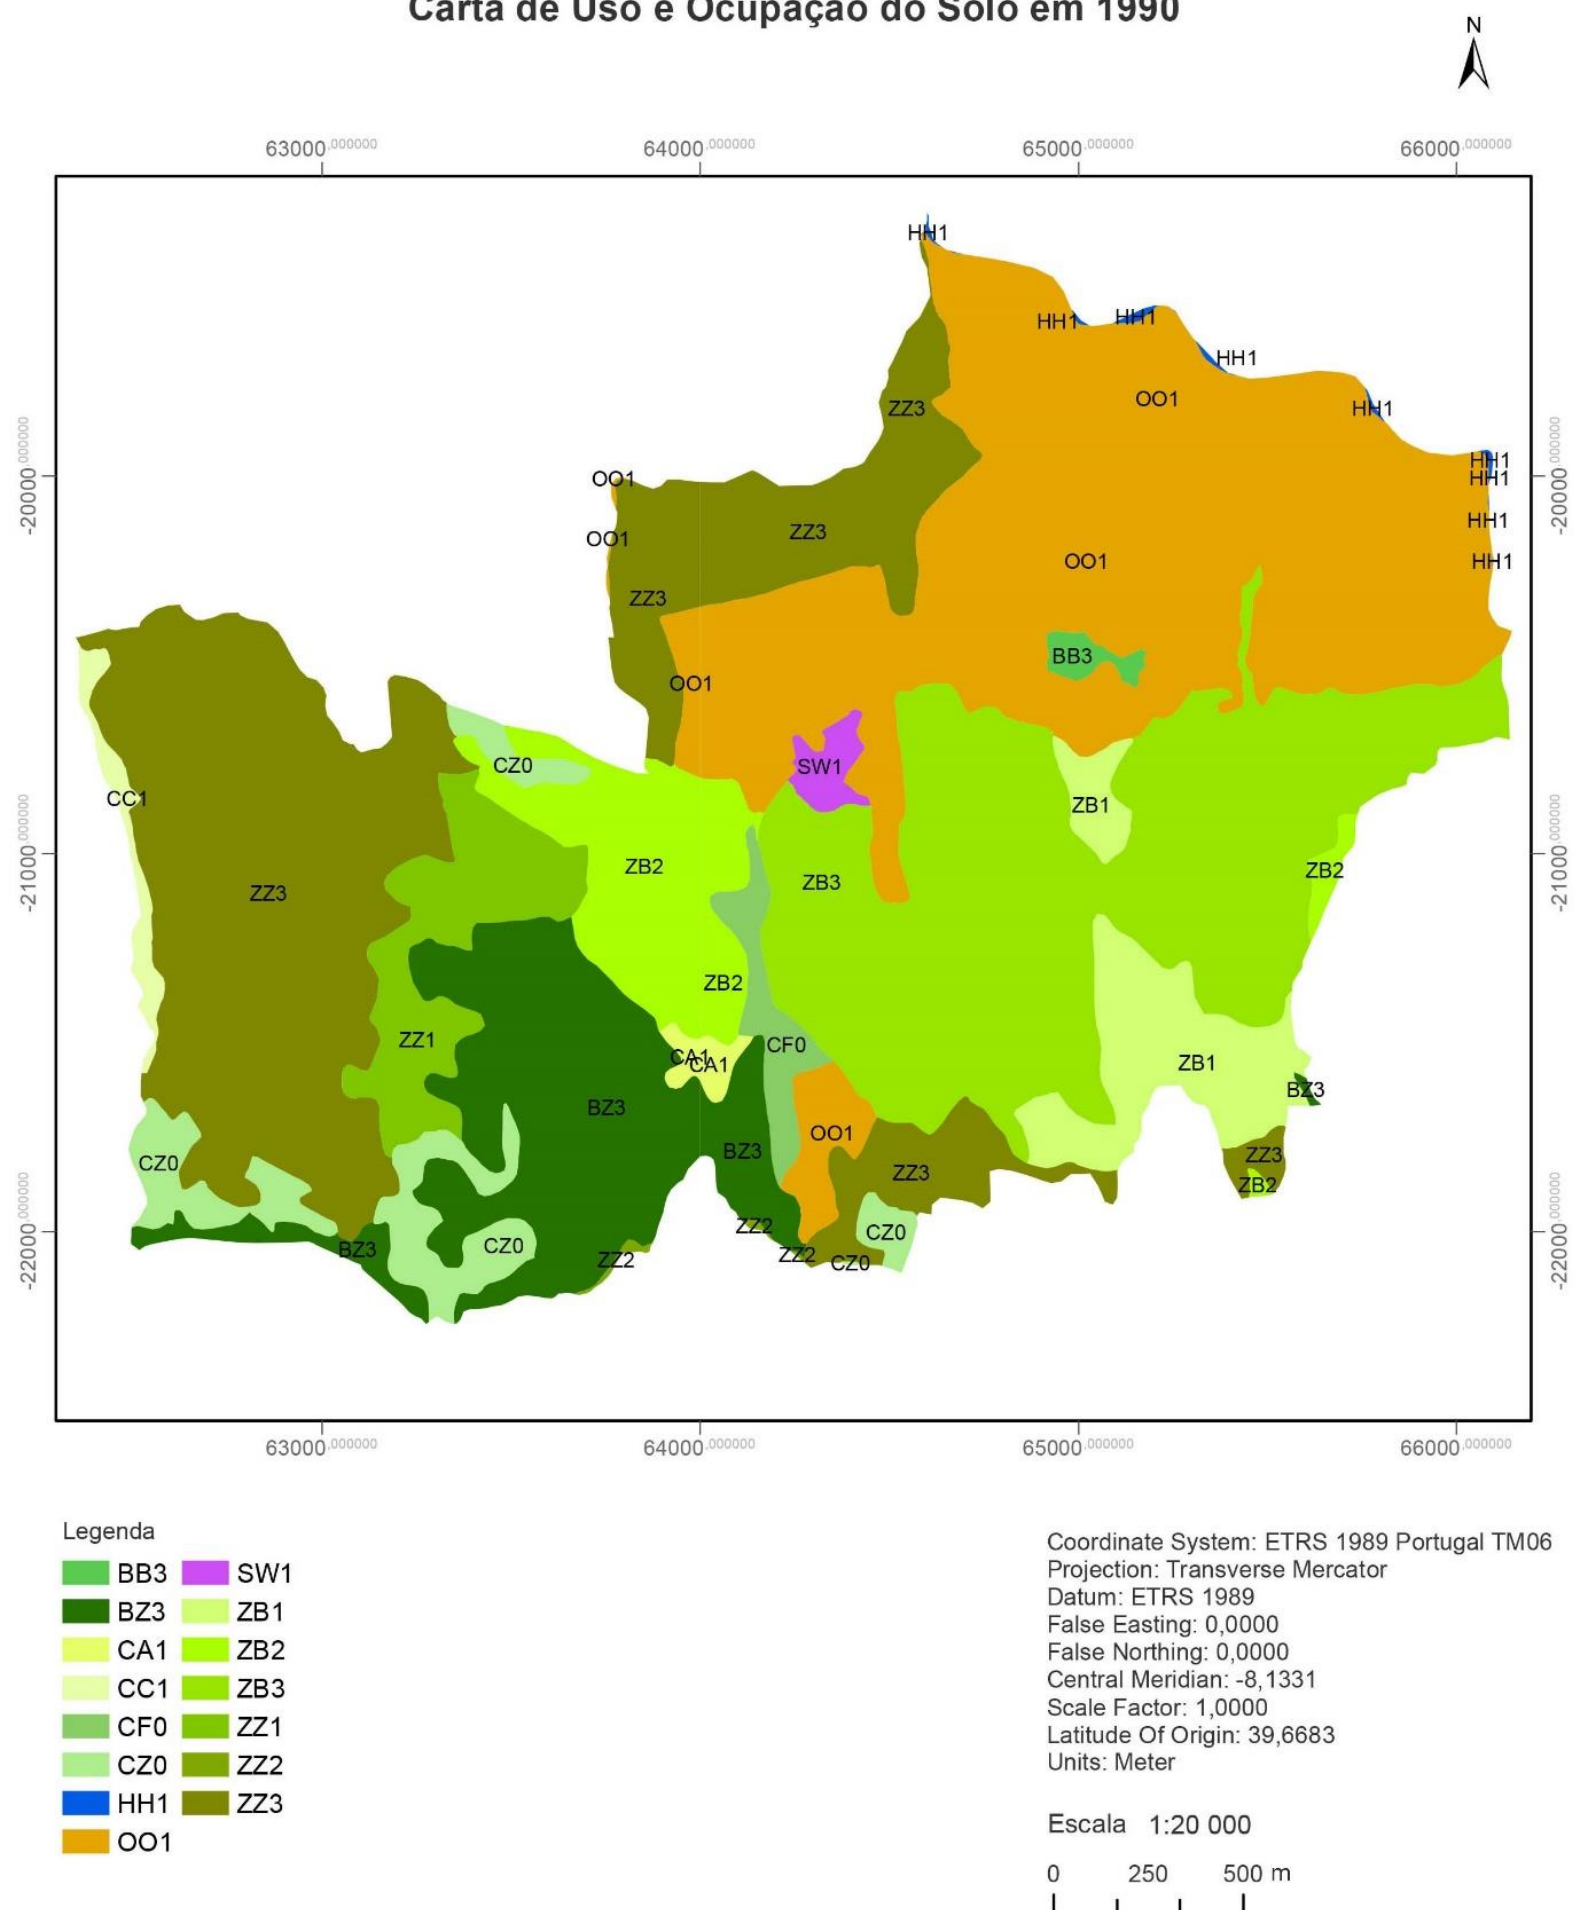 Carta de Uso e Ocupação do Solo em 1990
N
63000,000000 64000,000000 65000,000000 66000,000000
HH1
HH1 HH1
HH1
OO1
ZZ3 HH1
HH1
OO1 HH1
-20000,000000 -20000,000000
HH1
ZZ3
OO1
OO1 HH1
ZZ3
BB3
OO1
CZ0 SW1
CC1 ZB1
ZB2 ZB2
-21000,000000 -21000,000000
ZZ3 ZB3
ZB2
ZZ1 CF0
CA1 CA1 ZB1
BZ3
BZ3
OO1
BZ3
CZ0 ZZ3 ZZ3
ZB2
-22000,000000 -22000,000000
ZZ2 CZ0
BZ3 CZ0
ZZ2 ZZ2 CZ0
63000,000000 64000,000000 65000,000000 66000,000000
Legenda
BB3 SW1
BZ3 ZB1
CA1 ZB2
CC1 ZB3
CF0 ZZ1
CZ0 ZZ2
HH1 ZZ3
OO1
Coordinate System: ETRS 1989 Portugal TM06
Projection: Transverse Mercator
Datum: ETRS 1989
False Easting: 0,0000
False Northing: 0,0000
Central Meridian: -8,1331
Scale Factor: 1,0000
Latitude Of Origin: 39,6683
Units: Meter
Escala 1:20 000
0 250 500 m